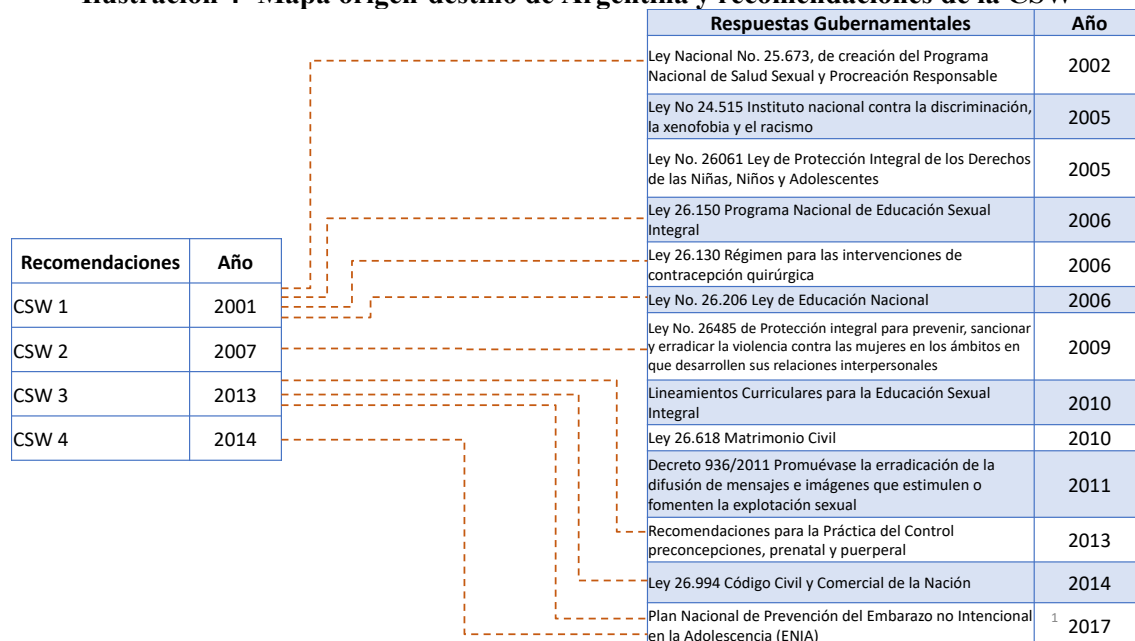 Ilustración 4- Mapa origen-destino de Argentina y recomendaciones de la CSW
Recomendaciones Año
CSW 1 2001
CSW 2 2007
CSW 3 2013
CSW 4 2014
Respuestas Gubernamentales Año
Ley Nacional No. 25.673, de creación del Programa
Nacional de Salud Sexual y Procreación Responsable
2002
Ley No 24.515 Instituto nacional contra la discriminación,
la xenofobia y el racismo
2005
Ley No. 26061 Ley de Protección Integral de los Derechos
de las Niñas, Niños y Adolescentes
2005
Ley 26.150 Programa Nacional de Educación Sexual
Integral
2006
Ley 26.130 Régimen para las intervenciones de
contracepción quirúrgica
2006
Ley No. 26.206 Ley de Educación Nacional 2006
Ley No. 26485 de Protección integral para prevenir, sancionar
y erradicar la violencia contra las mujeres en los ámbitos en
que desarrollen sus relaciones interpersonales
2009
Lineamientos Curriculares para la Educación Sexual
Integral
2010
Ley 26.618 Matrimonio Civil 2010
Decreto 936/2011 Promuévase la erradicación de la
difusión de mensajes e imágenes que estimulen o
fomenten la explotación sexual
2011
Recomendaciones para la Práctica del Control
preconcepciones, prenatal y puerperal
2013
Ley 26.994 Código Civil y Comercial de la Nación 2014
Plan Nacional de Prevención del Embarazo no Intencional
en la Adolescencia (ENIA)
1 2017